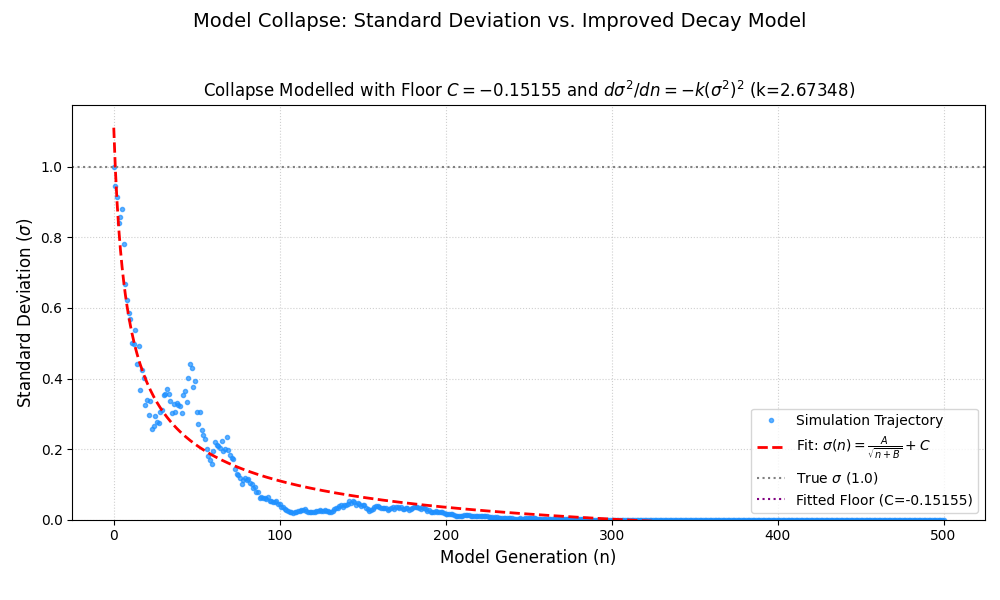 Model Collapse: Standard Deviation vs. Improved Decay Model
Collapse Modelled with Floor C = −0.15155 and dσ²/dn = −k(σ²)² (k=2.67348)
Standard Deviation (σ)
1.0
0.8
0.6
0.4
0.2
0.0
0
100
200
300
400
500
Model Generation (n)
Simulation Trajectory
Fit: σ(n) = A/√(n+B) + C
True σ (1.0)
Fitted Floor (C=-0.15155)